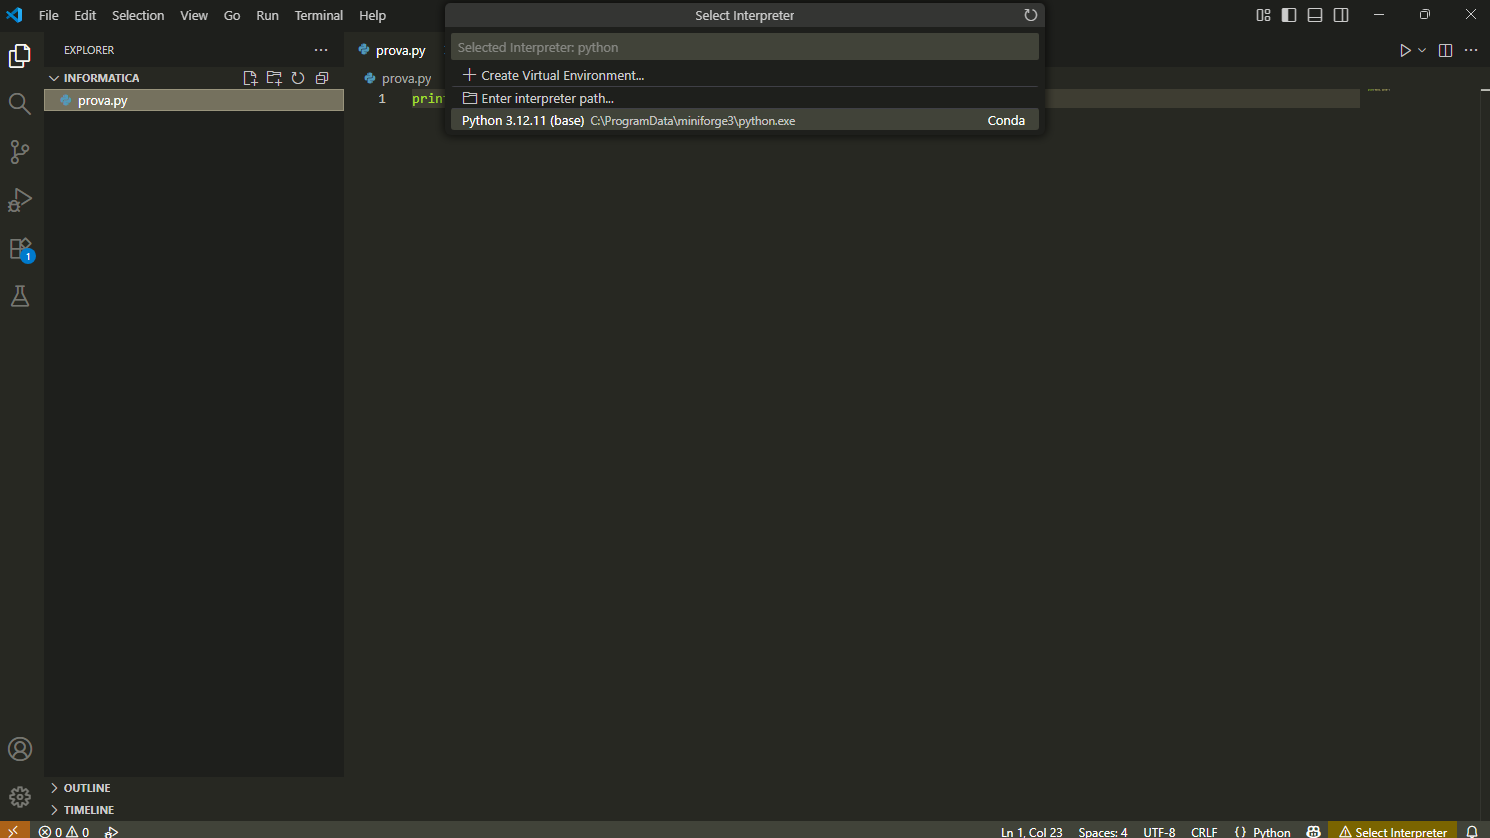 File Edit Selection View Go Run Terminal Help
Select Interpreter
EXPLORER
prova.py
Selected Interpreter: python
INFORMATICA
prova.py
Create Virtual Environment...
prova.py
1
Enter interpreter path...
Python 3.12.11 (base) C:\ProgramData\miniforge3\python.exe Conda
1
OUTLINE
TIMELINE
0 0
Ln 1, Col 23 Spaces: 4 UTF-8 CRLF {} Python Select Interpreter